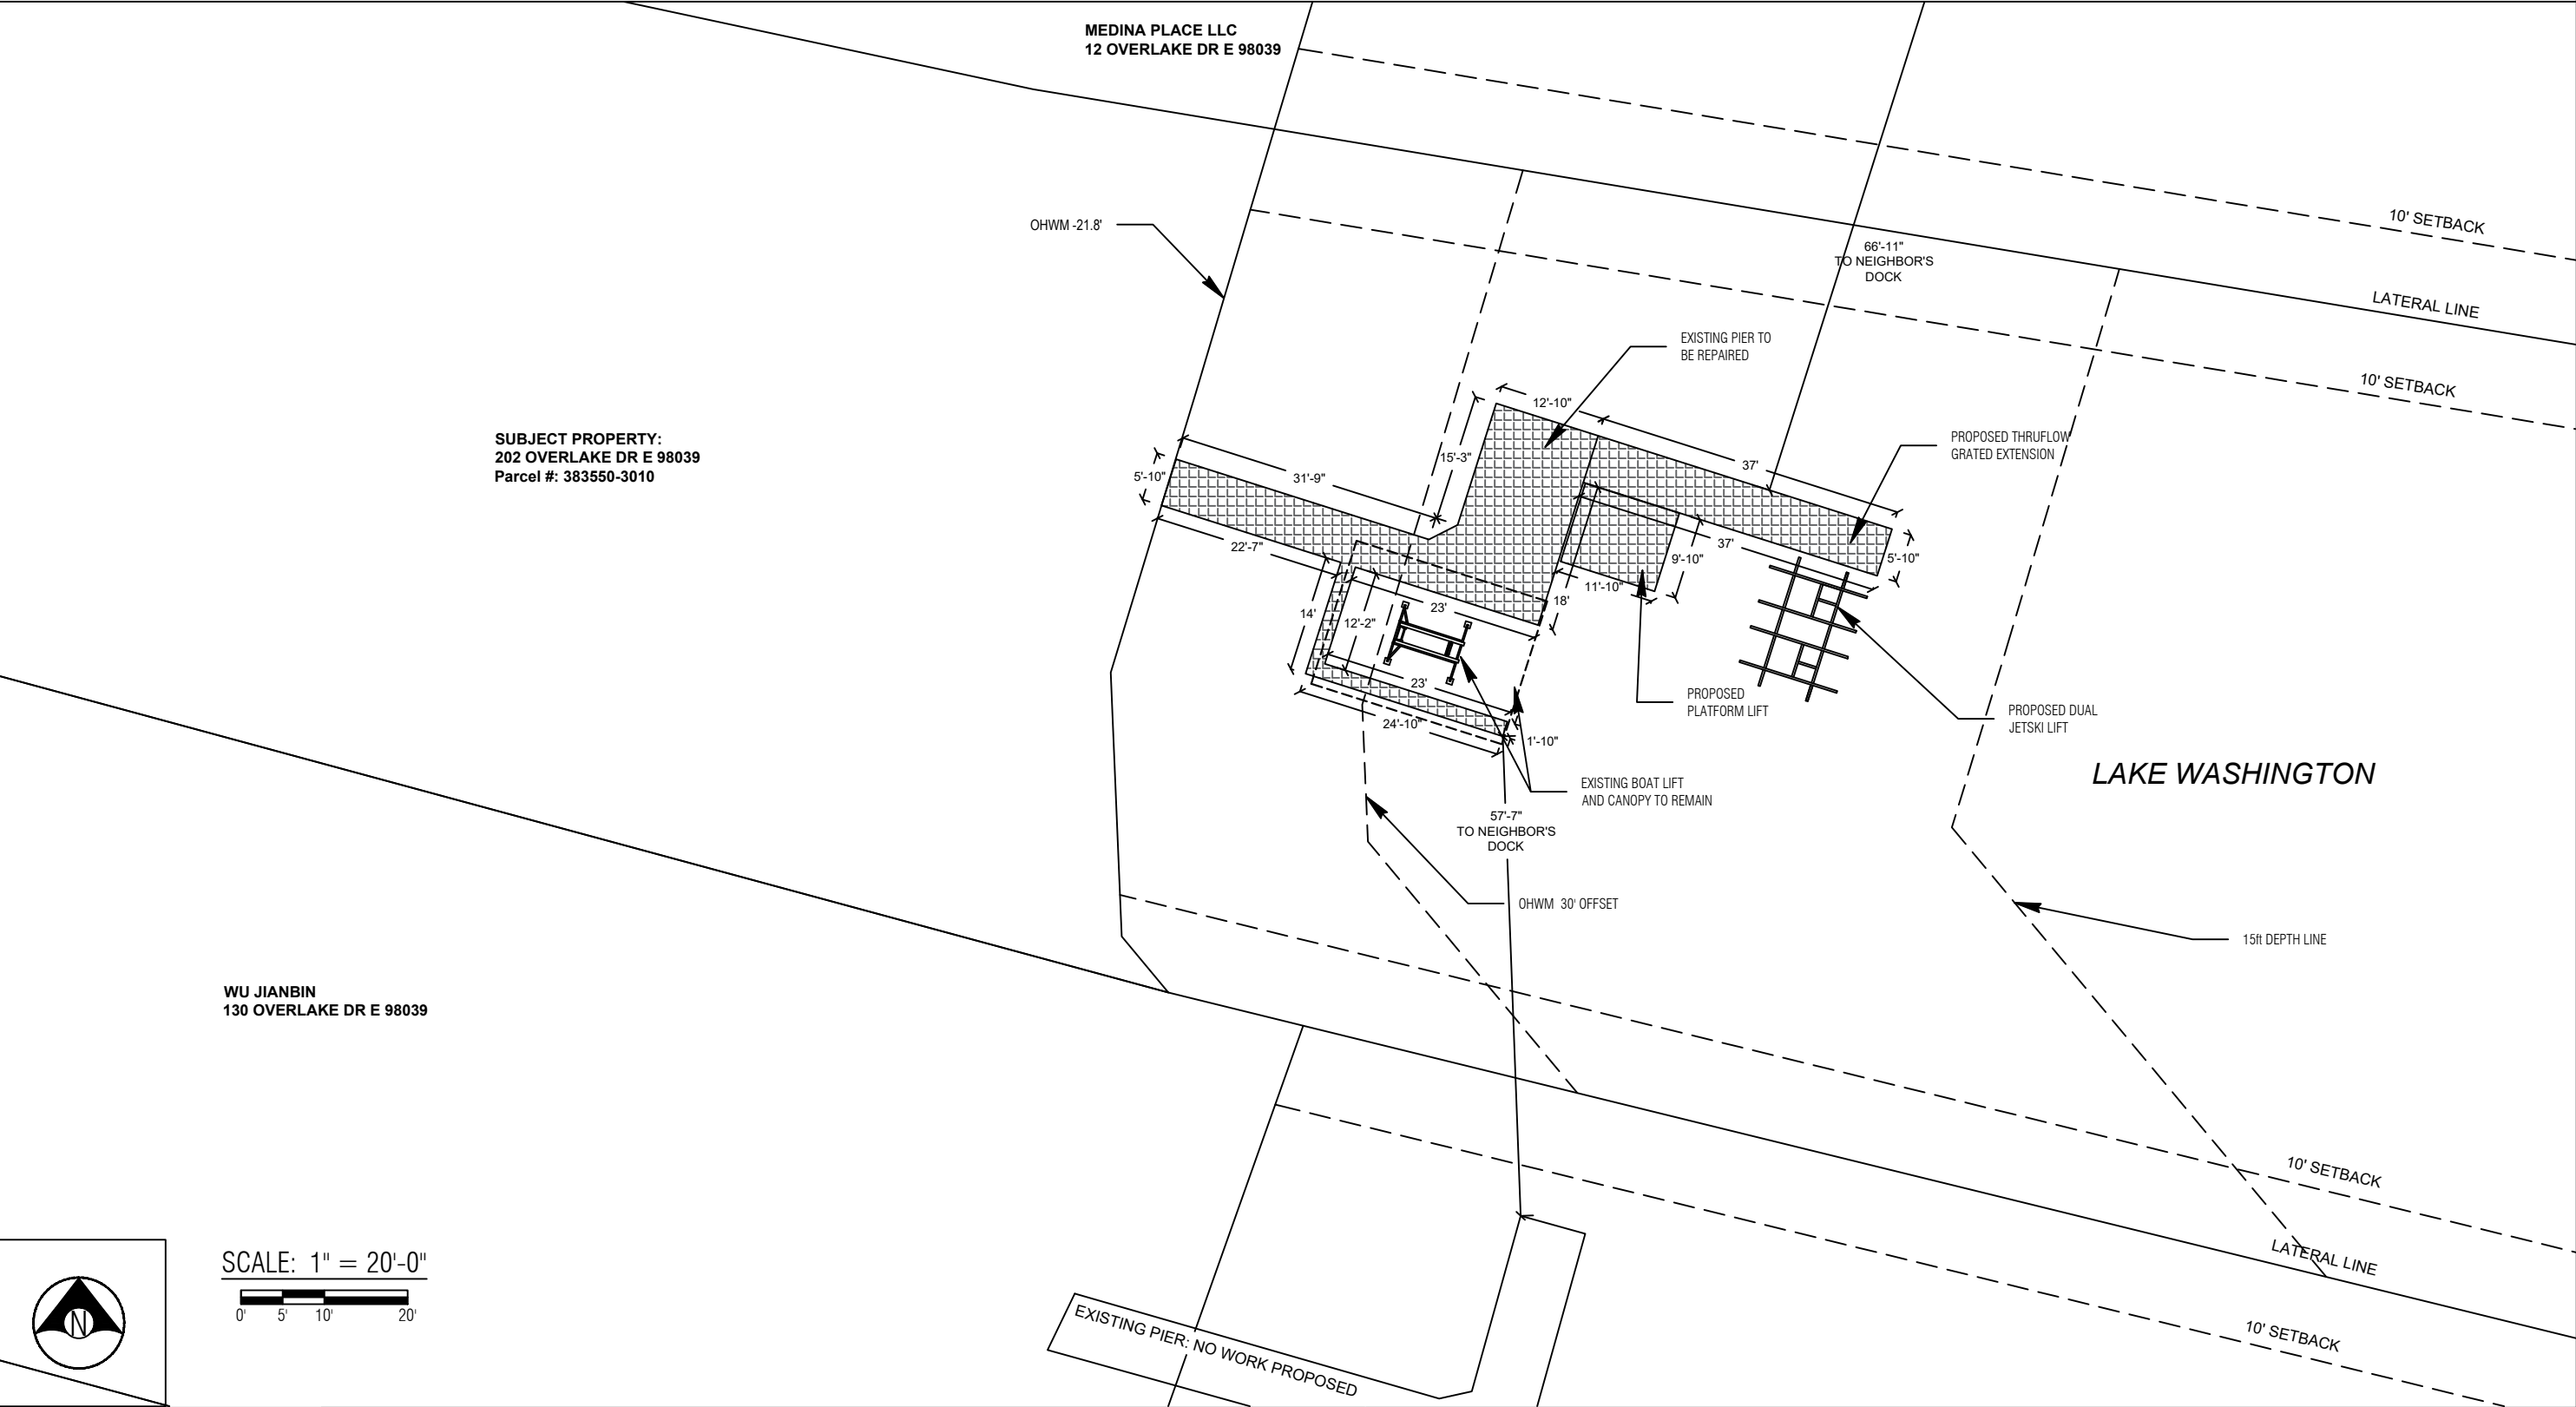 MEDINA PLACE LLC
12 OVERLAKE DR E 98039
10' SETBACK
OHWM -21.8'
66'-11"
TO NEIGHBOR'S
DOCK
LATERAL LINE
EXISTING PIER TO
BE REPAIRED
10' SETBACK
12'-10"
SUBJECT PROPERTY:
202 OVERLAKE DR E 98039
Parcel #: 383550-3010
PROPOSED THRUFLOW
GRATED EXTENSION
15'-3"
37'
5'-10"
31'-9"
22'-7"
37'
9'-10"
5'-10"
11'-10"
18'
23'
14'
12'-2"
23'
24'-10"
1'-10"
PROPOSED
PLATFORM LIFT
PROPOSED DUAL
JETSKI LIFT
LAKE WASHINGTON
EXISTING BOAT LIFT
AND CANOPY TO REMAIN
57'-7"
TO NEIGHBOR'S
DOCK
OHWM 30' OFFSET
15ft DEPTH LINE
WU JIANBIN
130 OVERLAKE DR E 98039
10' SETBACK
LATERAL LINE
10' SETBACK
EXISTING PIER: NO WORK PROPOSED
SCALE: 1" = 20'-0"
0' 5' 10' 20'
N